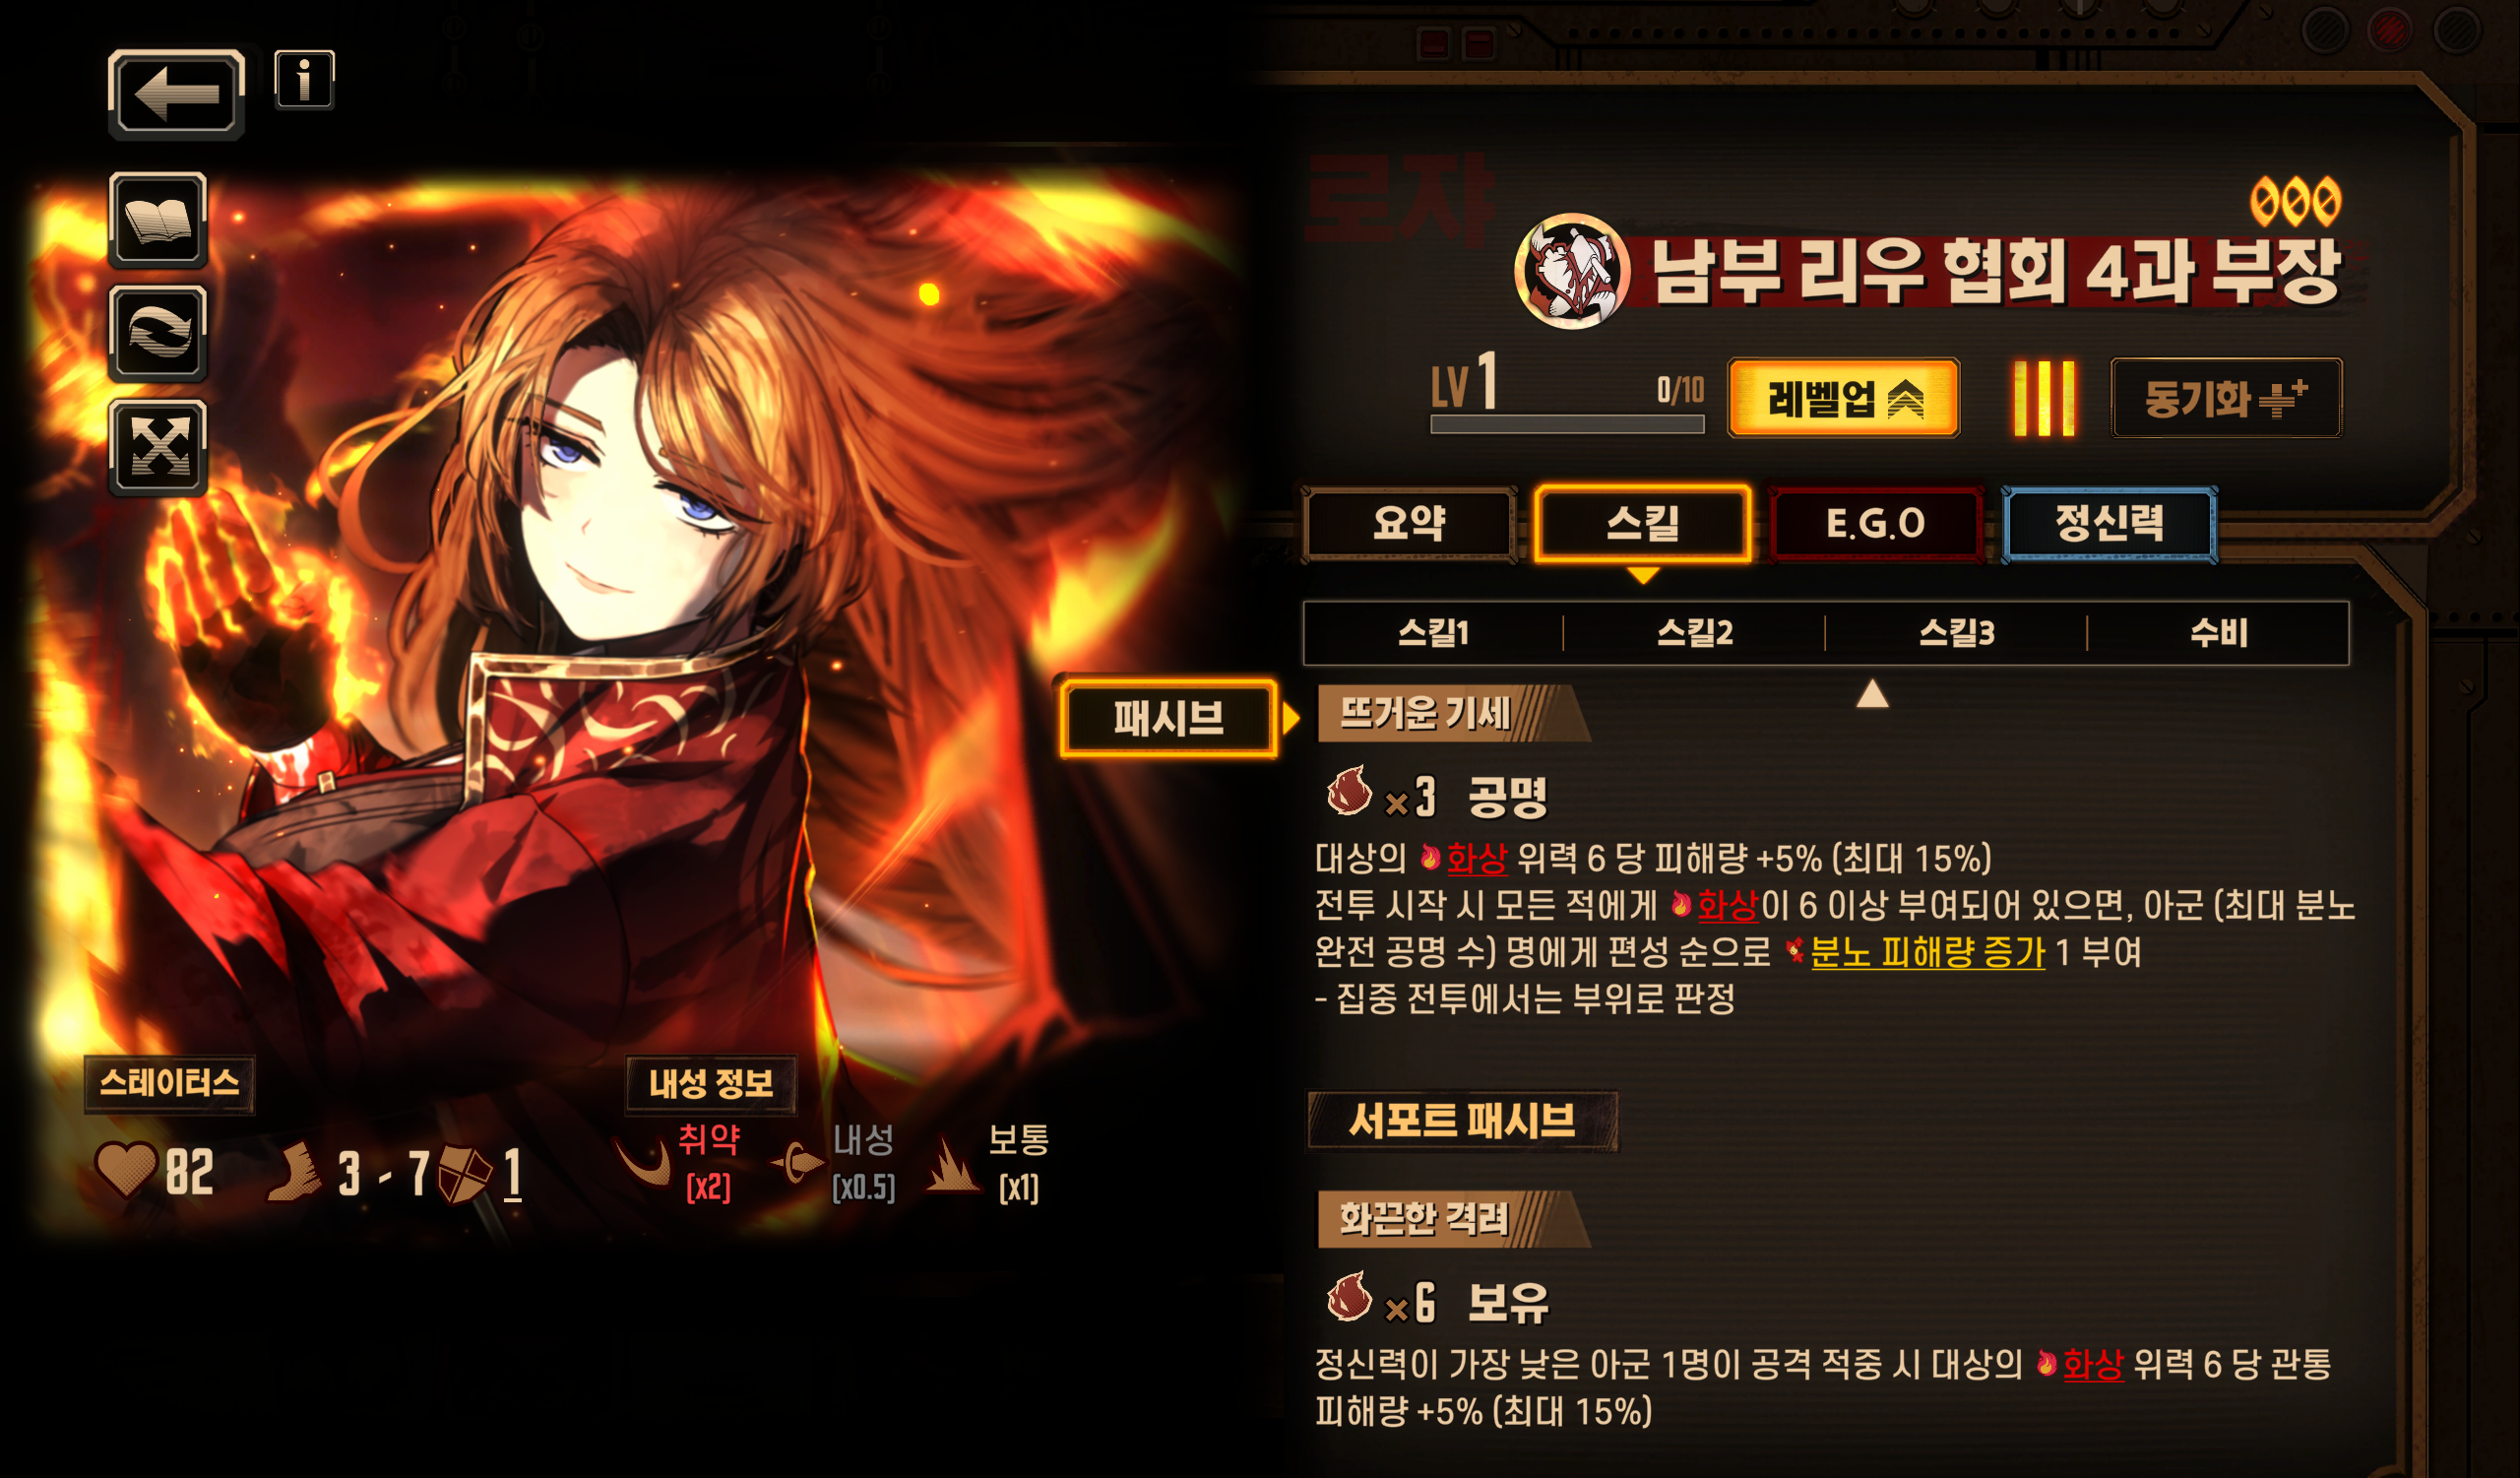 로쟈
남부 리우 협회 4과 부장
LV 1
0/10
레벨업
동기화
요약
스킬
E.G.O
정신력
스킬1
스킬2
스킬3
수비
패시브
뜨거운 기세
×3 공명
대상의 화상 위력 6 당 피해량 +5% (최대 15%)
전투 시작 시 모든 적에게 화상이 6 이상 부여되어 있으면, 아군 (최대 분노
완전 공명 수) 명에게 편성 순으로 분노 피해량 증가 1 부여
- 집중 전투에서는 부위로 판정
서포트 패시브
화끈한 격려
×6 보유
정신력이 가장 낮은 아군 1명이 공격 적중 시 대상의 화상 위력 6 당 관통
피해량 +5% (최대 15%)
스테이터스
82
3 - 7
1
내성 정보
취약
[x2]
내성
[x0.5]
보통
[x1]